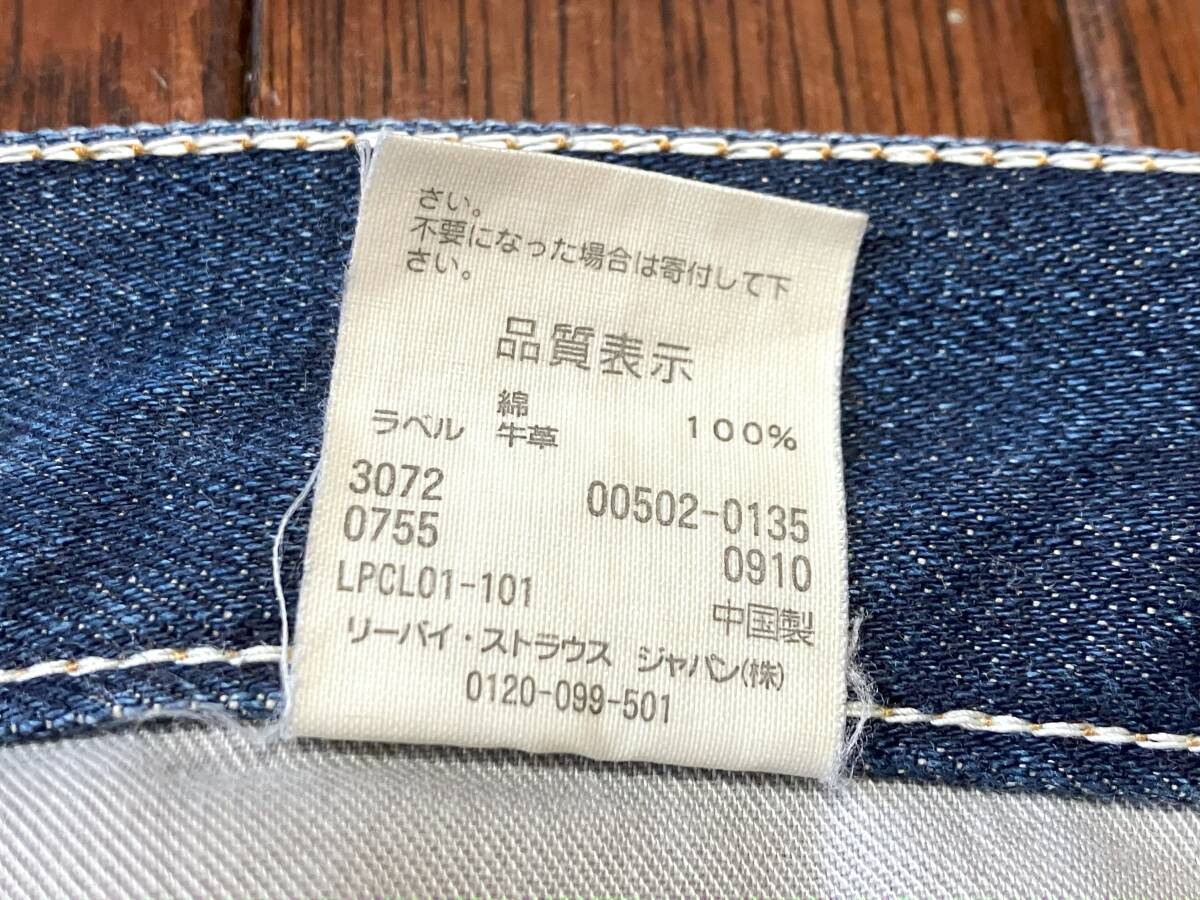 さい。
不要になった場合は寄付して下
さい。
品質表示
綿 100%
ラベル 牛革
3072 00502-0135
0755 0910
LPCL01-101 中国製
リーバイ・ストラウス ジャパン(株)
0120-099-501